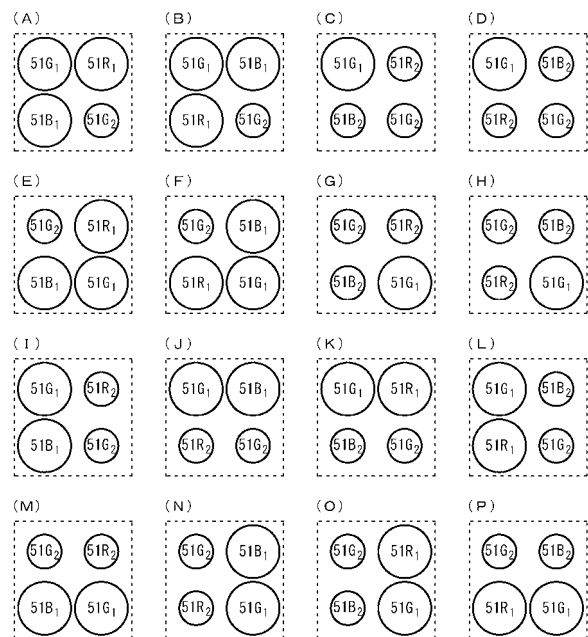 (A) (B) (C) (D)
51G₁ 51R₁ 51G₁ 51B₁ 51G₁ 51R₂ 51G₁ 51B₂
51B₁ 51G₂ 51R₁ 51G₂ 51B₂ 51G₂ 51R₂ 51G₂
(E) (F) (G) (H)
51G₂ 51R₁ 51G₂ 51B₁ 51G₂ 51R₂ 51G₂ 51B₂
51B₁ 51G₁ 51R₁ 51G₁ 51B₂ 51G₁ 51R₂ 51G₁
(I) (J) (K) (L)
51G₁ 51R₂ 51G₁ 51B₁ 51G₁ 51R₁ 51G₁ 51B₂
51B₁ 51G₂ 51R₂ 51G₂ 51B₂ 51G₂ 51R₁ 51G₂
(M) (N) (O) (P)
51G₂ 51R₂ 51G₂ 51B₁ 51G₂ 51R₁ 51G₂ 51B₂
51B₁ 51G₁ 51R₂ 51G₁ 51B₂ 51G₁ 51R₁ 51G₁